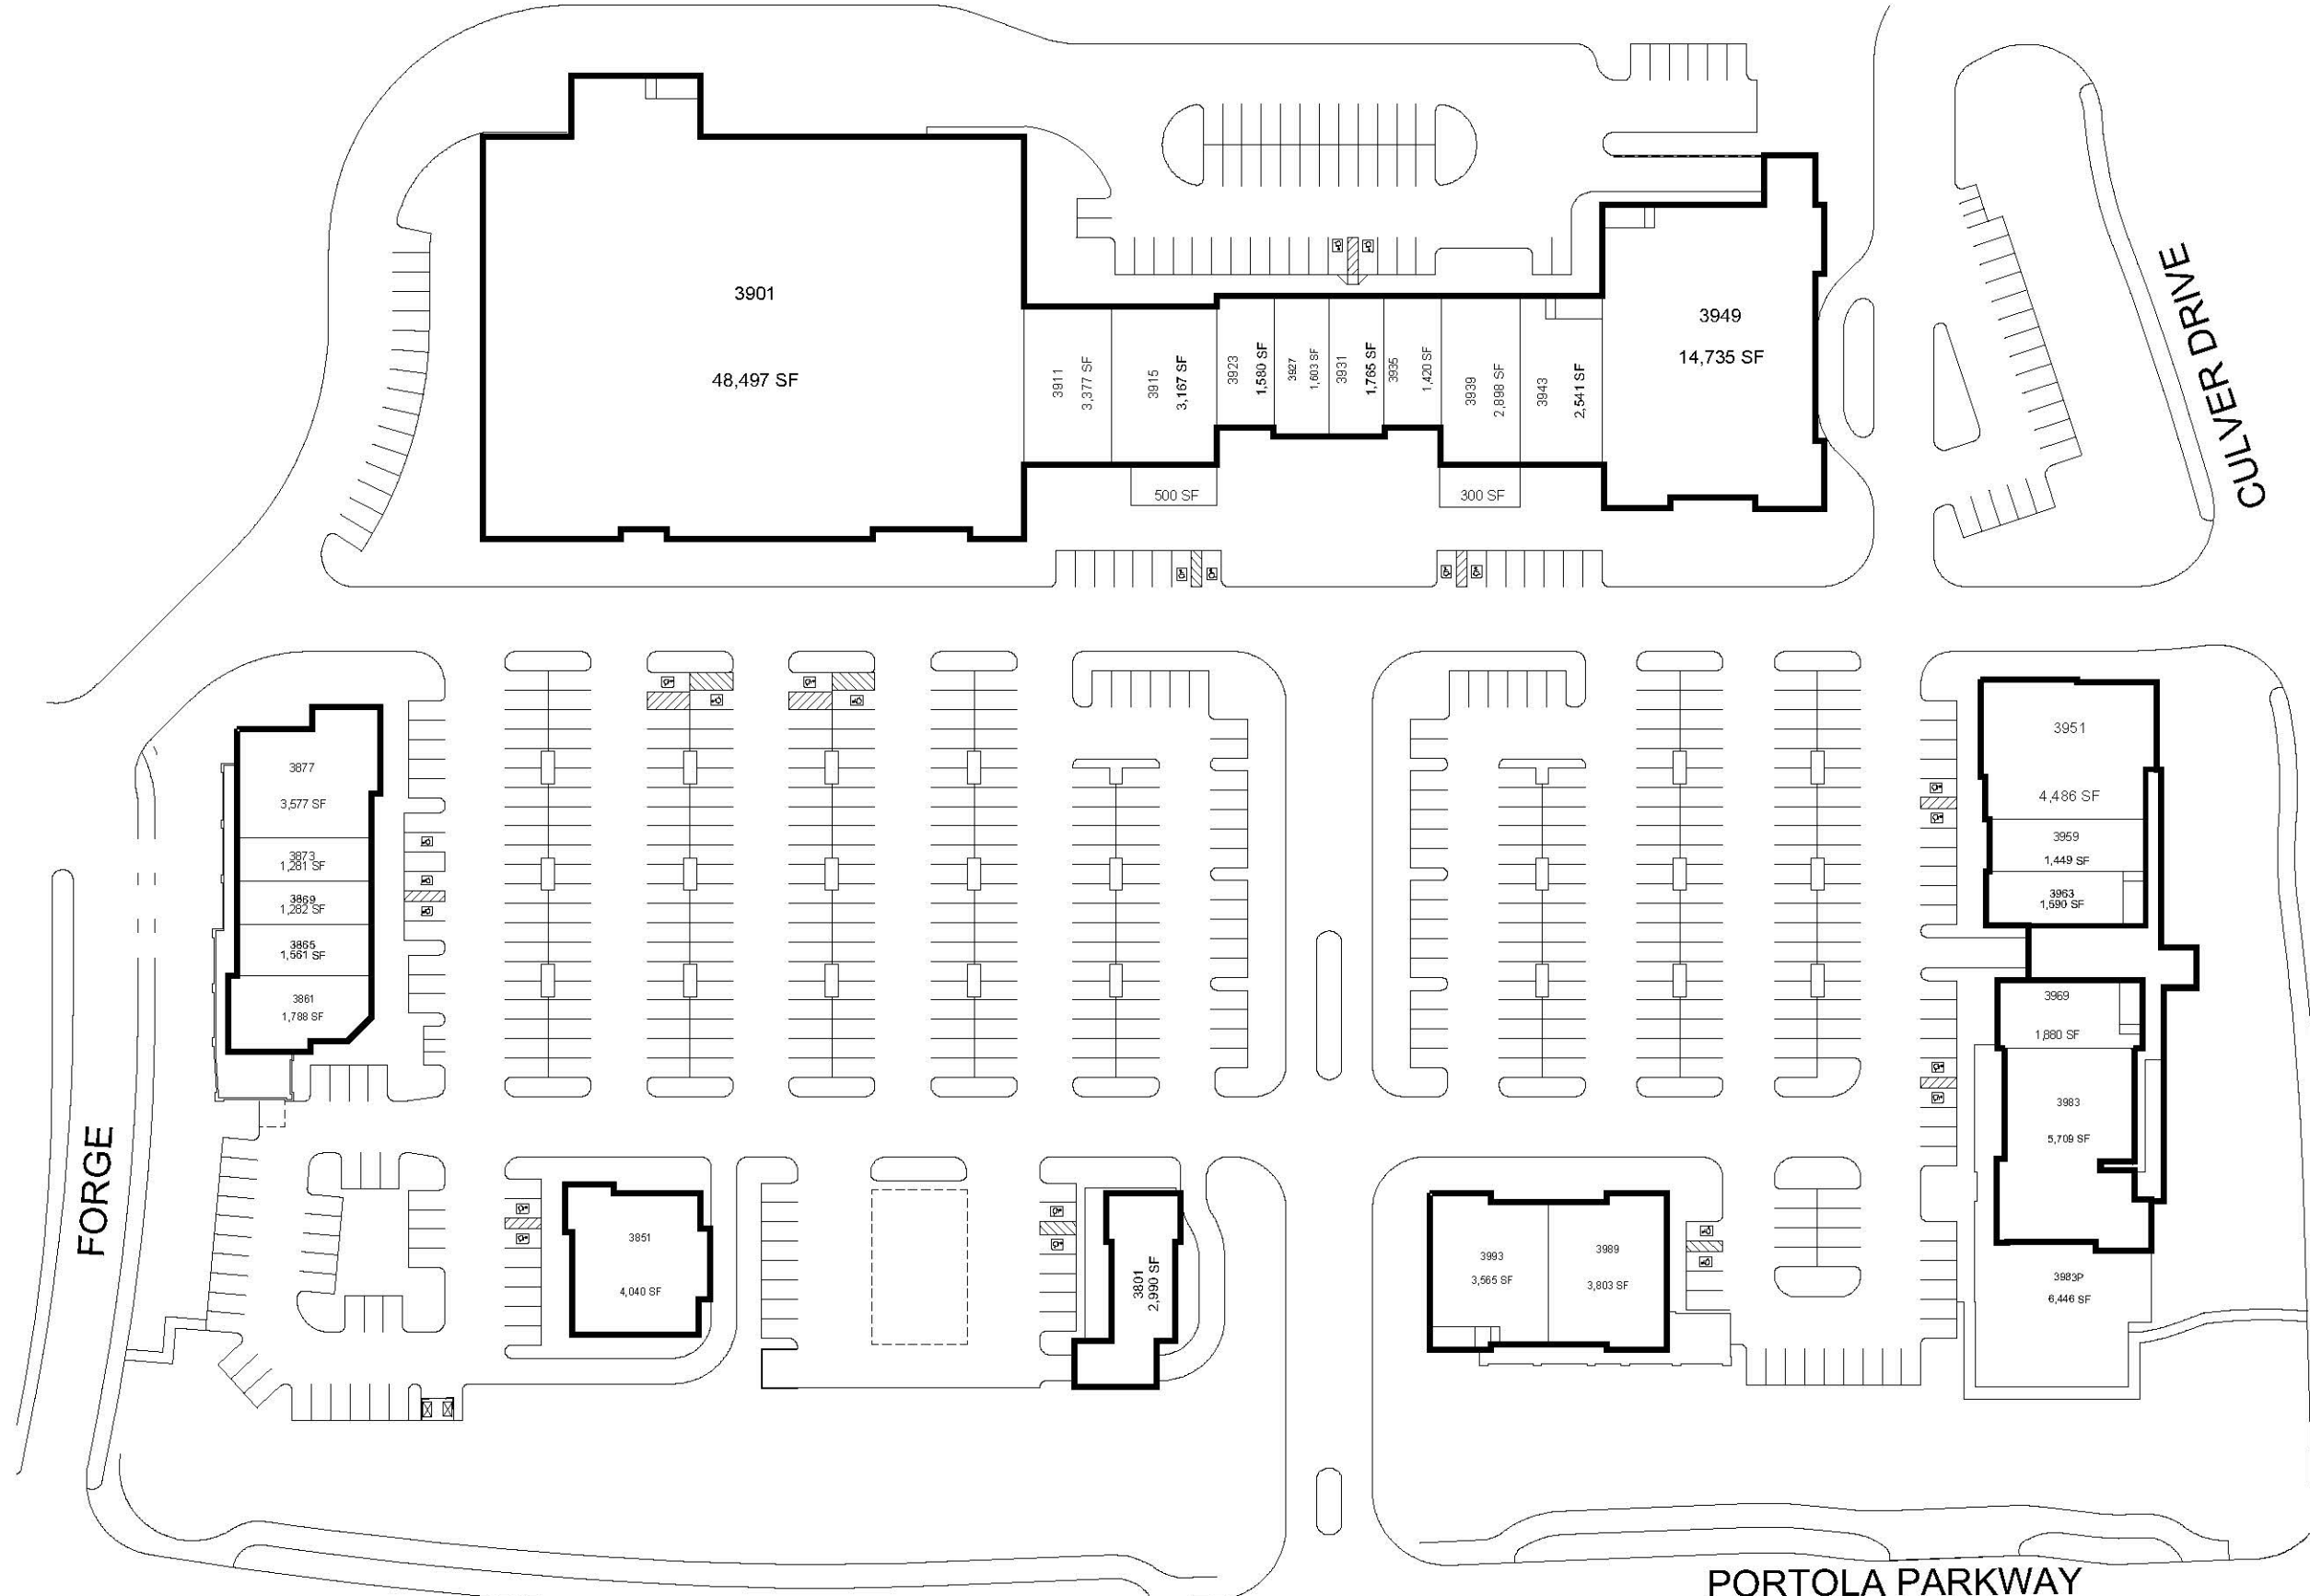 3901
48,497 SF
3911
3,377 SF
3915
3,167 SF
3923
1,580 SF
3927
1,603 SF
3931
1,765 SF
3935
1,420 SF
3939
2,898 SF
3943
2,541 SF
3949
14,735 SF
500 SF
300 SF
CULVER DRIVE
3877
3,577 SF
3873
1,281 SF
3869
1,282 SF
3865
1,561 SF
3861
1,788 SF
3951
4,486 SF
3959
1,449 SF
3963
1,590 SF
3969
1,880 SF
3983
5,709 SF
3983P
6,446 SF
FORGE
3851
4,040 SF
3801
2,990 SF
3993
3,565 SF
3989
3,803 SF
PORTOLA PARKWAY